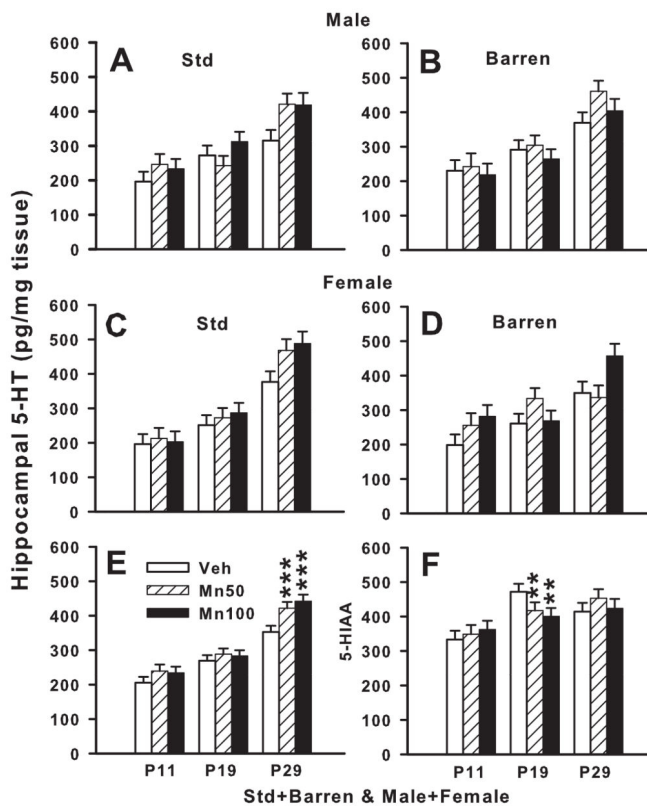 Male
A Std
B Barren
600
500
400
300
200
100
0
600
500
400
300
200
100
0
Female
C Std
D Barren
600
500
400
300
200
100
0
600
500
400
300
200
100
0
Hippocampal 5-HT (pg/mg tissue)
E
Veh
Mn50
Mn100
*** ****
600
500
400
300
200
100
0
P11 P19 P29
F
** **
5-HIAA
600
500
400
300
200
100
0
P11 P19 P29
Std+Barren & Male+Female